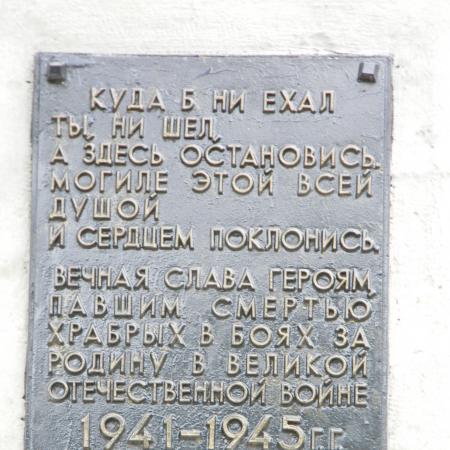 КУДА Б НИ ЕХАЛ
ТЫ, НИ ШЕЛ,
А ЗДЕСЬ ОСТАНОВИСЬ.
МОГИЛЕ ЭТОЙ ВСЕЙ
ДУШОЙ
И СЕРДЦЕМ ПОКЛОНИСЬ.
ВЕЧНАЯ СЛАВА ГЕРОЯМ,
ПАВШИМ СМЕРТЬЮ
ХРАБРЫХ В БОЯХ ЗА
РОДИНУ В ВЕЛИКОЙ
ОТЕЧЕСТВЕННОЙ ВОЙНЕ
1941-1945 г.г.